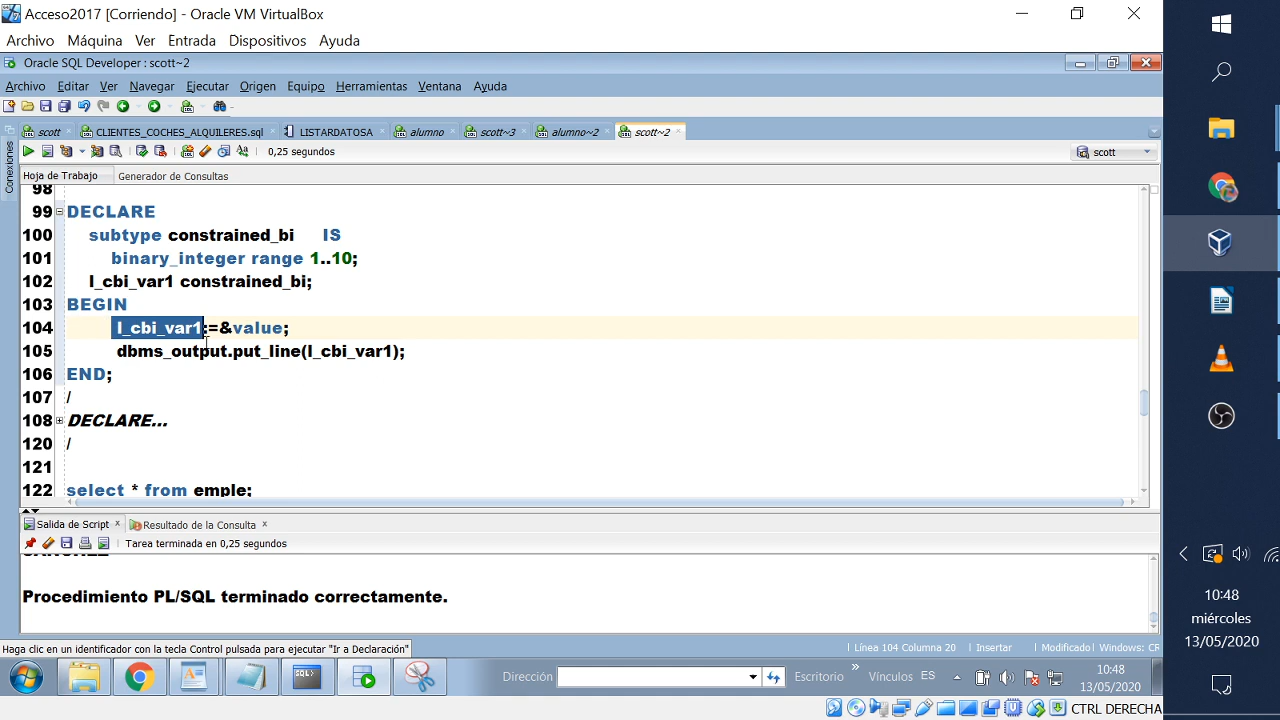 Acceso2017 [Corriendo] - Oracle VM VirtualBox
Archivo Máquina Ver Entrada Dispositivos Ayuda
Oracle SQL Developer : scott~2
Archivo Editar Ver Navegar Ejecutar Origen Equipo Herramientas Ventana Ayuda
scott CLIENTES_COCHES_ALQUILERES.sql LISTARDATOSA alumno scott~3 alumno~2 scott~2
0,25 segundos scott
Conexiones
Hoja de Trabajo Generador de Consultas
98
99 DECLARE
100 subtype constrained_bi IS
101 binary_integer range 1..10;
102 l_cbi_var1 constrained_bi;
103 BEGIN
104 l_cbi_var1:=&value;
105 dbms_output.put_line(l_cbi_var1);
106 END;
107 /
108 DECLARE...
120 /
121
122 select * from emple;
Salida de Script × Resultado de la Consulta ×
Tarea terminada en 0,25 segundos
Procedimiento PL/SQL terminado correctamente.
Haga clic en un identificador con la tecla Control pulsada para ejecutar "Ir a Declaración"
Línea 104 Columna 20 Insertar Modificado Windows: CR
SQL> Dirección Escritorio » Vínculos ES 10:48
13/05/2020
CTRL DERECHA
10:48
miércoles
13/05/2020